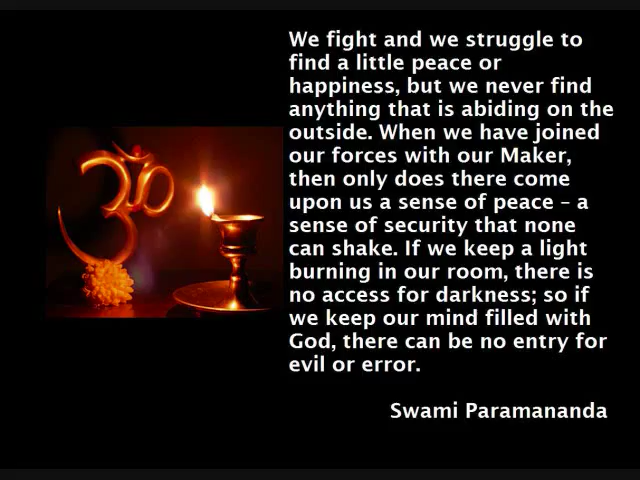 We fight and we struggle to
find a little peace or
happiness, but we never find
anything that is abiding on the
outside. When we have joined
our forces with our Maker,
then only does there come
upon us a sense of peace – a
sense of security that none
can shake. If we keep a light
burning in our room, there is
no access for darkness; so if
we keep our mind filled with
God, there can be no entry for
evil or error.
Swami Paramananda